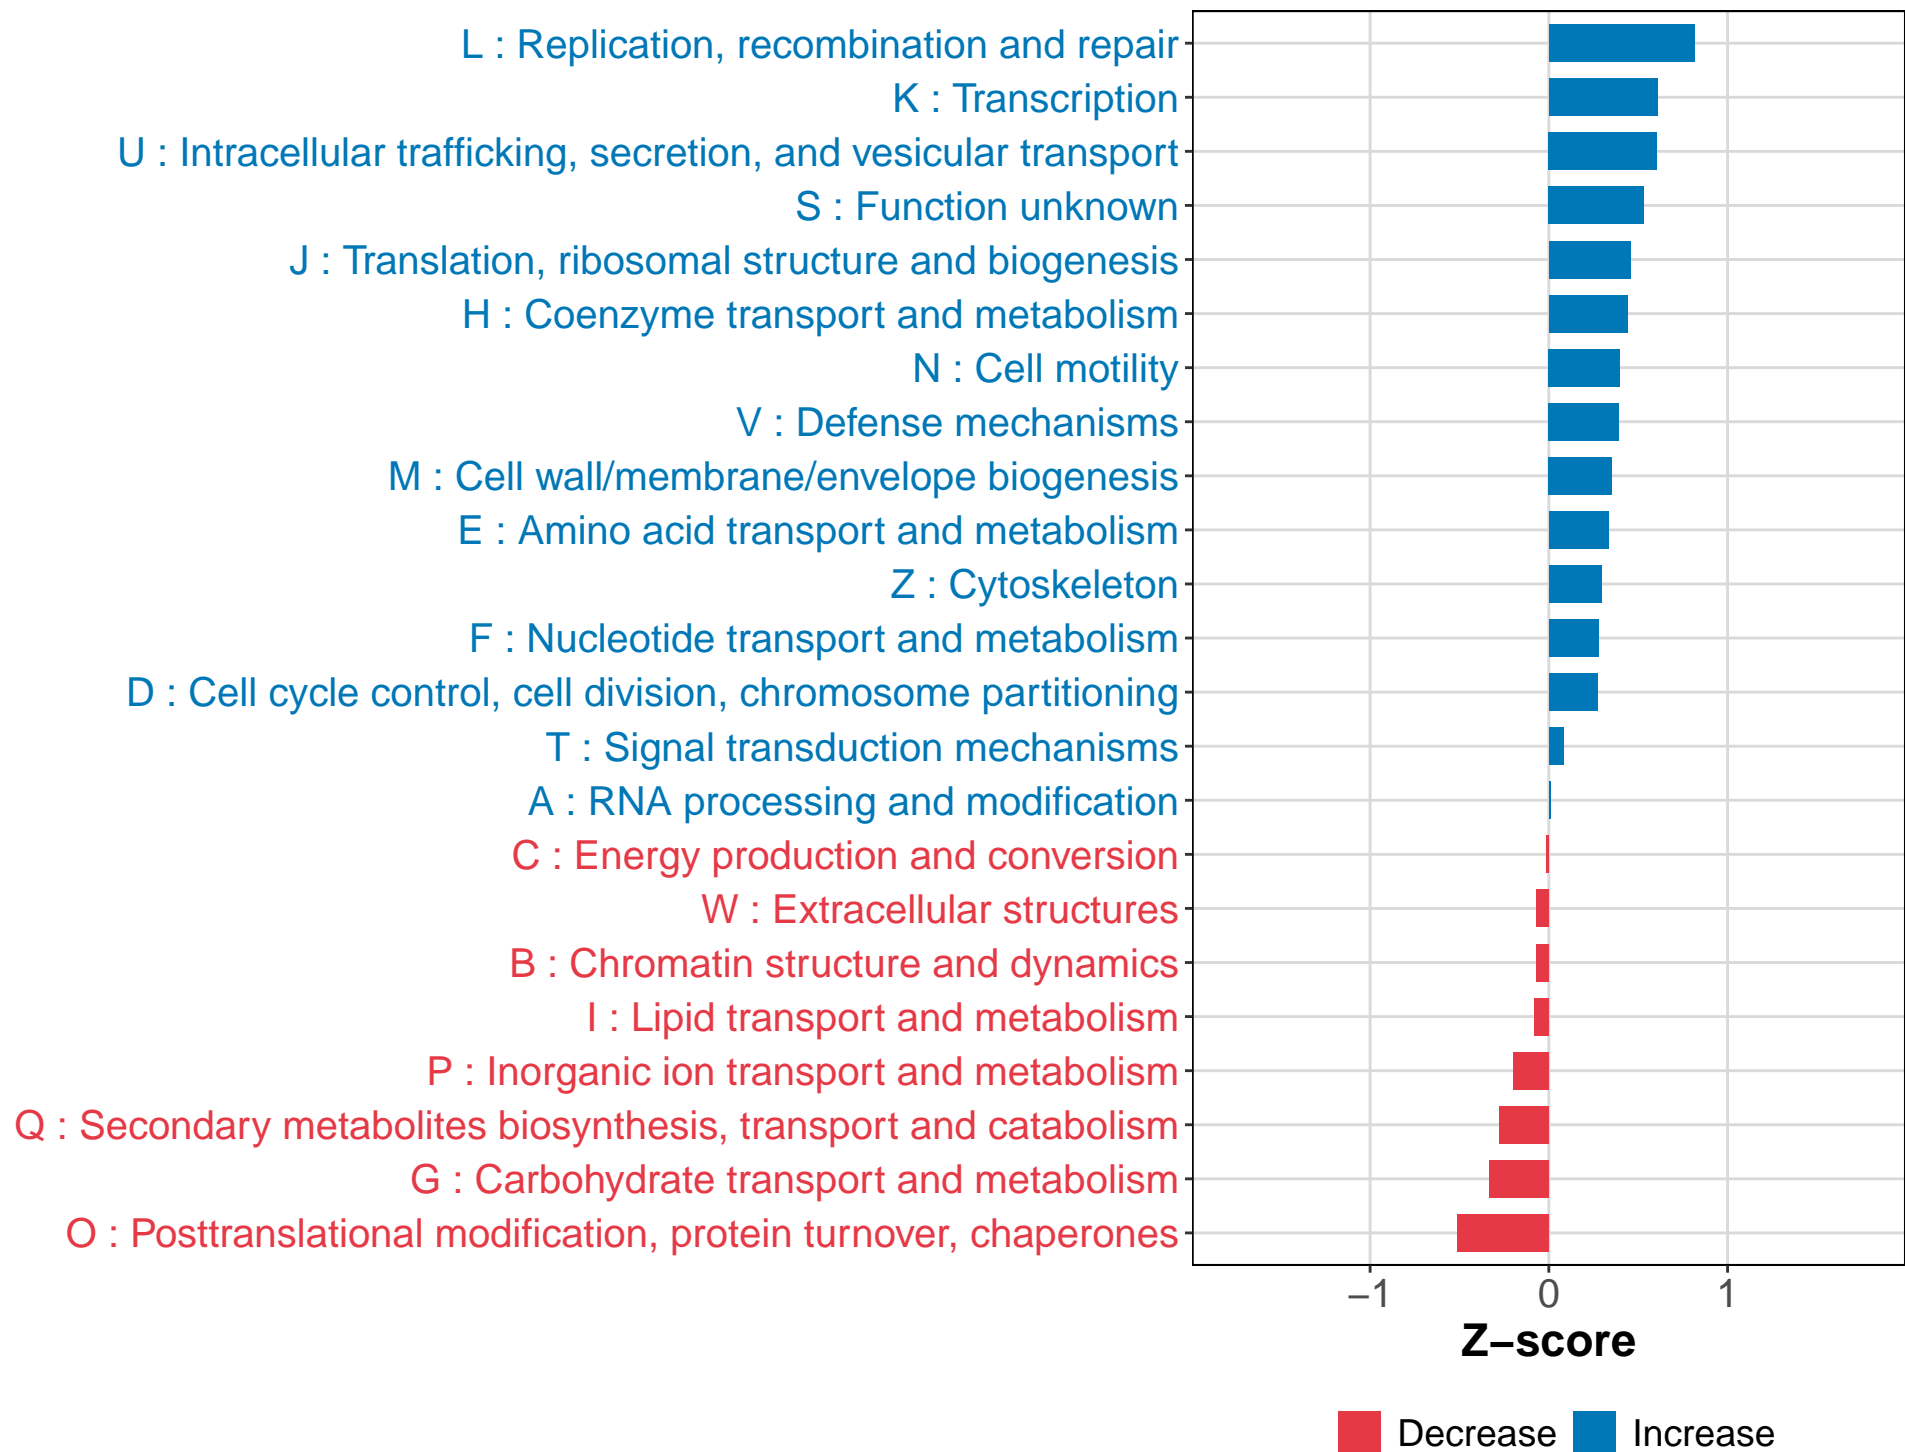 L : Replication, recombination and repair
K : Transcription
U : Intracellular trafficking, secretion, and vesicular transport
S : Function unknown
J : Translation, ribosomal structure and biogenesis
H : Coenzyme transport and metabolism
N : Cell motility
V : Defense mechanisms
M : Cell wall/membrane/envelope biogenesis
E : Amino acid transport and metabolism
Z : Cytoskeleton
F : Nucleotide transport and metabolism
D : Cell cycle control, cell division, chromosome partitioning
T : Signal transduction mechanisms
A : RNA processing and modification
C : Energy production and conversion
W : Extracellular structures
B : Chromatin structure and dynamics
I : Lipid transport and metabolism
P : Inorganic ion transport and metabolism
Q : Secondary metabolites biosynthesis, transport and catabolism
G : Carbohydrate transport and metabolism
O : Posttranslational modification, protein turnover, chaperones
−1 0 1
Z−score
Decrease Increase